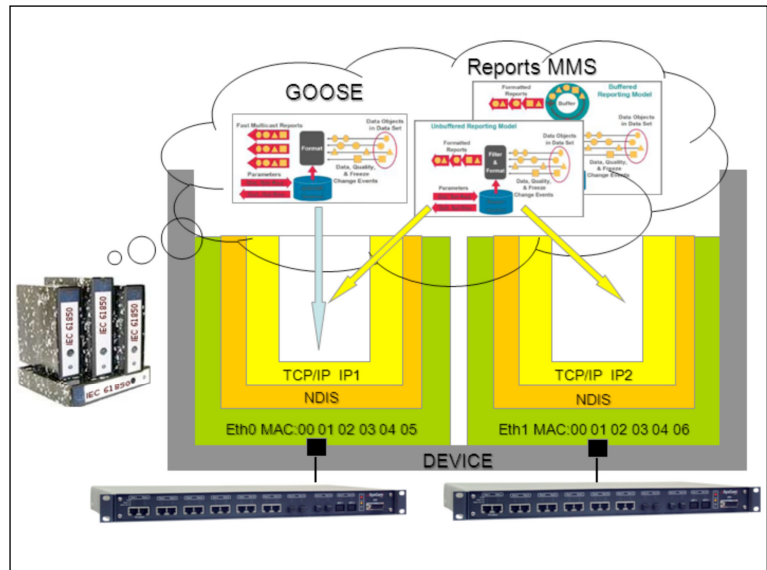 Reports MMS
GOOSE
Formatted
Reports
Buffer
Buffered
Reporting Model
Fast Multicast Reports
Format
Data Objects
in Data Set
Parameters
Data, Quality,
& Freeze
Change Events
Unbuffered Reporting Model
Formatted
Reports
Filter
&
Format
Data Objects
in Data Set
Parameters
Data, Quality,
& Freeze
Change Events
IEC 61850
IEC 61850
IEC 61850
IEC 61850
TCP/IP IP1
NDIS
Eth0 MAC:00 01 02 03 04 05
TCP/IP IP2
NDIS
Eth1 MAC:00 01 02 03 04 06
DEVICE